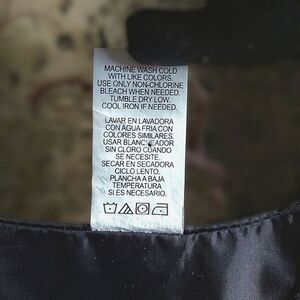 MACHINE WASH COLD
WITH LIKE COLORS.
USE ONLY NON-CHLORINE
BLEACH WHEN NEEDED.
TUMBLE DRY LOW.
COOL IRON IF NEEDED.
LAVAR EN LAVADORA
CON AGUA FRIA CON
COLORES SIMILARES.
USAR BLANCEADOR
SIN CLORO CUANDO
SE NECESITE.
SECAR EN SECADORA
CICLO LENTO.
PLANCHA A BAJA
TEMPERATURA
SI ES NECESARIO.